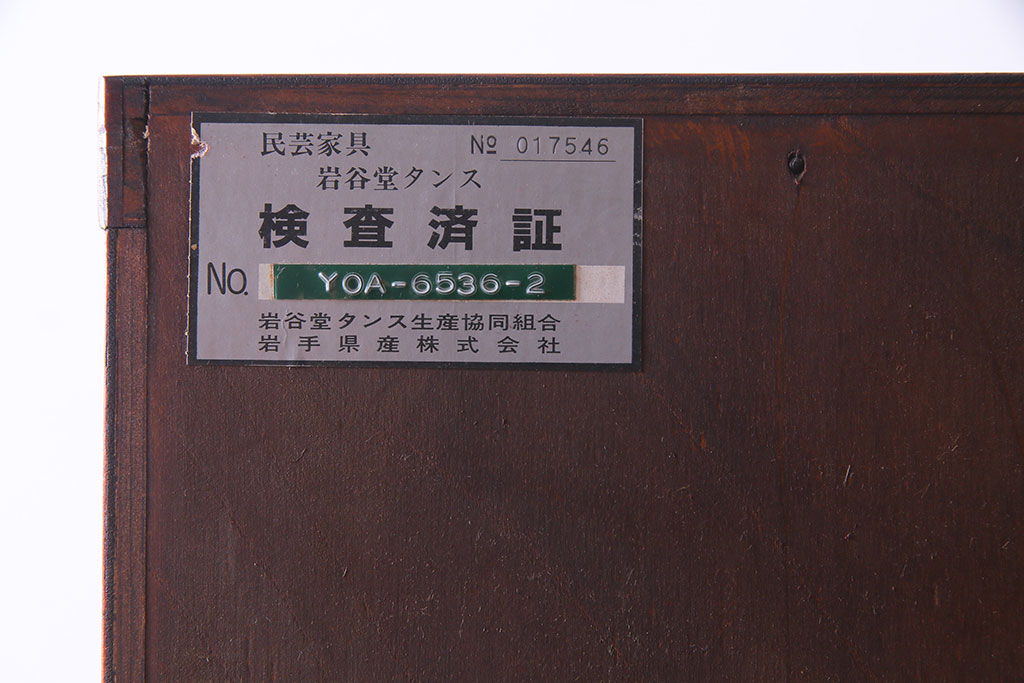 民芸家具 № 017546
岩谷堂タンス
検査済証
No. YOA-6536-2
岩谷堂タンス生産協同組合
岩手県産株式会社